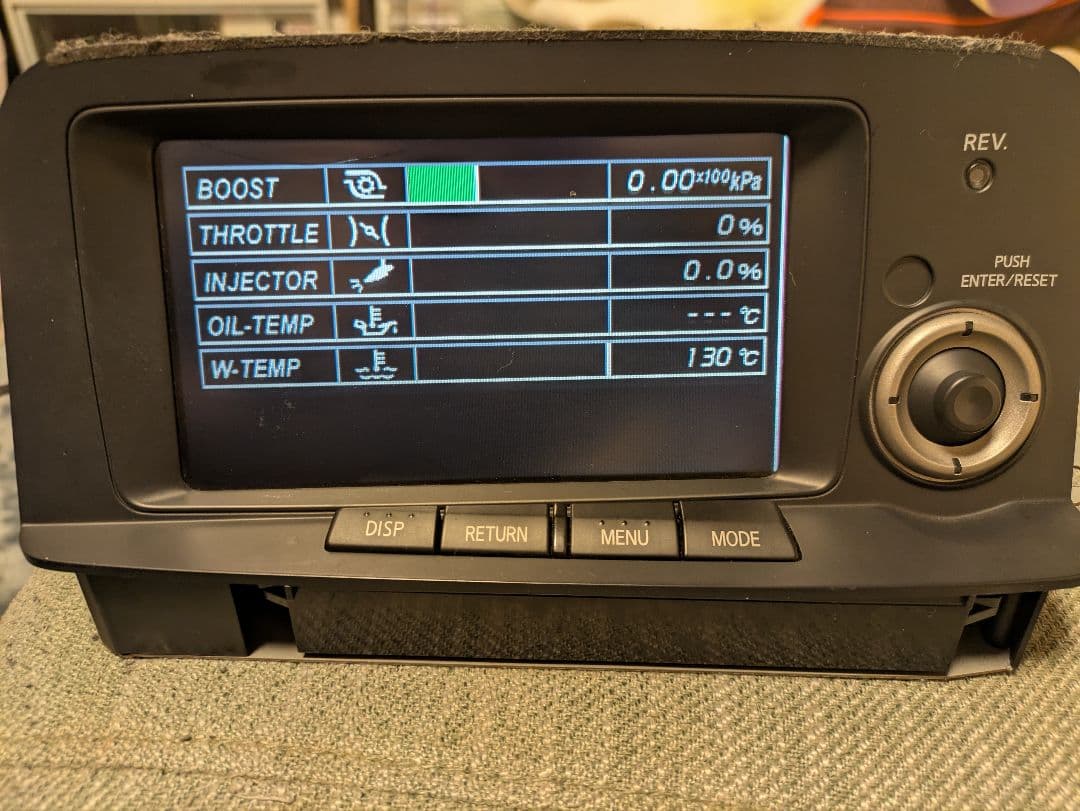 BOOST 0.00×100kPa
THROTTLE 0%
INJECTOR 0.0%
OIL-TEMP ---℃
W-TEMP 130℃
REV.
PUSH
ENTER/RESET
DISP RETURN MENU MODE